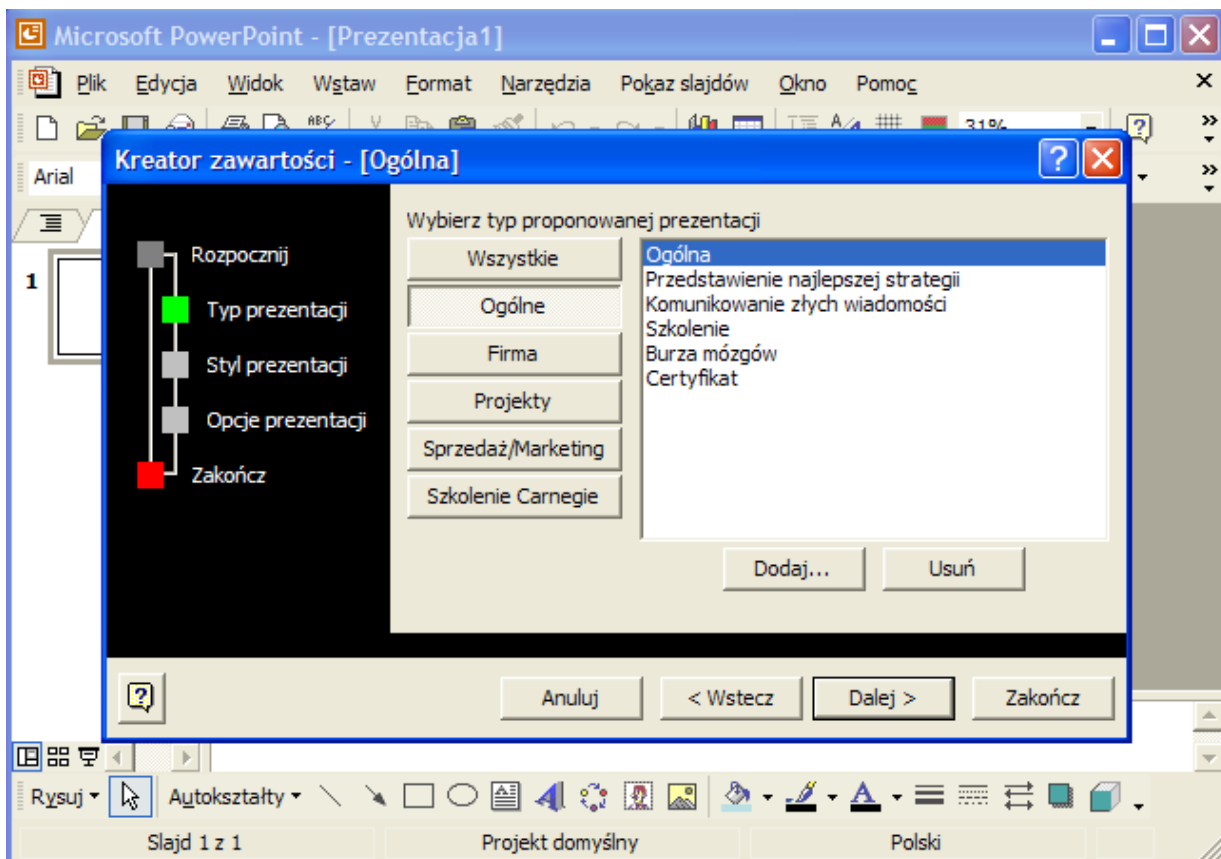 Microsoft PowerPoint - [Prezentacja1]
Plik Edycja Widok Wstaw Format Narzędzia Pokaz slajdów Okno Pomoc
ABC 31%
Arial
Kreator zawartości - [Ogólna]
Rozpocznij
Typ prezentacji
Styl prezentacji
Opcje prezentacji
Zakończ
Wybierz typ proponowanej prezentacji
Wszystkie
Ogólne
Firma
Projekty
Sprzedaż/Marketing
Szkolenie Carnegie
Ogólna
Przedstawienie najlepszej strategii
Komunikowanie złych wiadomości
Szkolenie
Burza mózgów
Certyfikat
Dodaj... Usuń
1
Anuluj < Wstecz Dalej > Zakończ
Rysuj Autokształty
Slajd 1 z 1 Projekt domyślny Polski